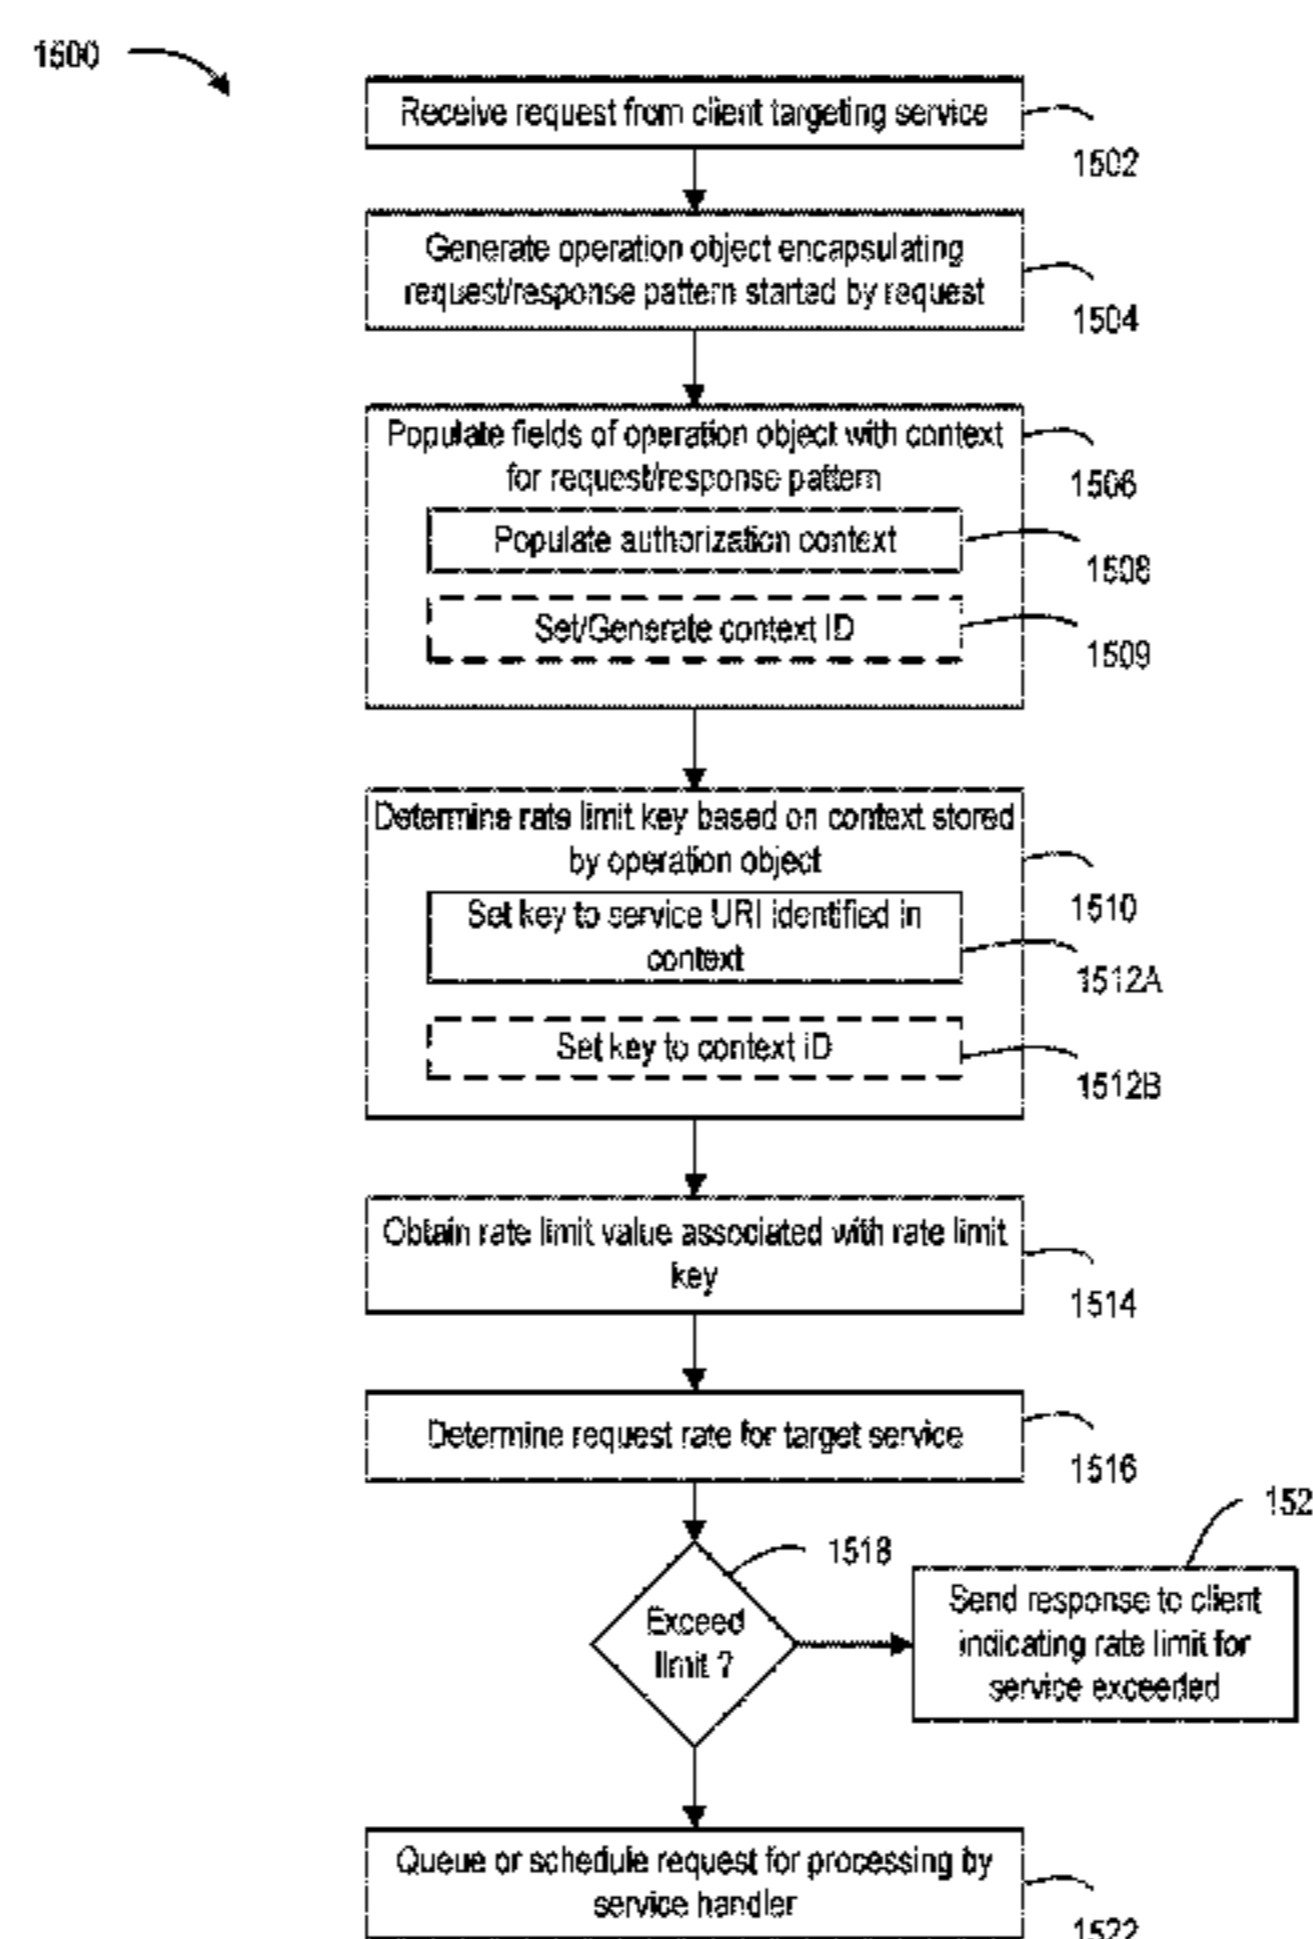 1500
Receive request from client targeting service
1502
Generate operation object encapsulating
request/response pattern started by request
1504
Populate fields of operation object with context
for request/response pattern
1506
Populate authorization context
1508
Set/Generate context ID
1509
Determine rate limit key based on context stored
by operation object
1510
Set key to service URI identified in
context
1512A
Set key to context ID
1512B
Obtain rate limit value associated with rate limit
key
1514
Determine request rate for target service
1516
152
1518
Exceed
limit ?
Send response to client
indicating rate limit for
service exceeded
Queue or schedule request for processing by
service handler
1522